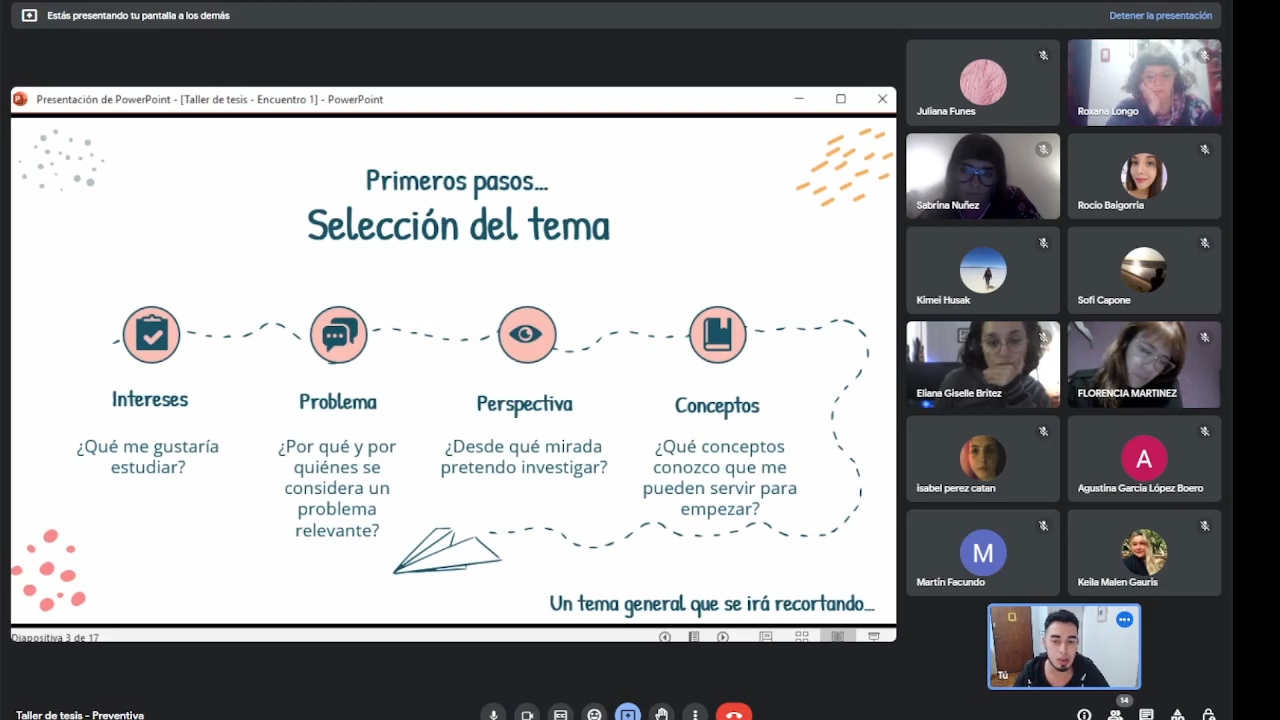 Estás presentando tu pantalla a los demás
Detener la presentación
Presentación de PowerPoint - [Taller de tesis - Encuentro 1] - PowerPoint
Primeros pasos...
Selección del tema
Intereses
¿Qué me gustaría
estudiar?
Problema
¿Por qué y por
quiénes se
considera un
problema
relevante?
Perspectiva
¿Desde qué mirada
pretendo investigar?
Conceptos
¿Qué conceptos
conozco que me
pueden servir para
empezar?
Un tema general que se irá recortando...
Diapositiva 3 de 17
Juliana Funes
Roxana Longo
Sabrina Nuñez
Rocio Baigorria
Kimei Husak
Sofi Capone
Eliana Giselle Britez
FLORENCIA MARTINEZ
isabel perez catan
A
Agustina García López Boero
M
Martín Facundo
Keila Malen Gauris
Tú
14
Taller de tesis - Preventiva